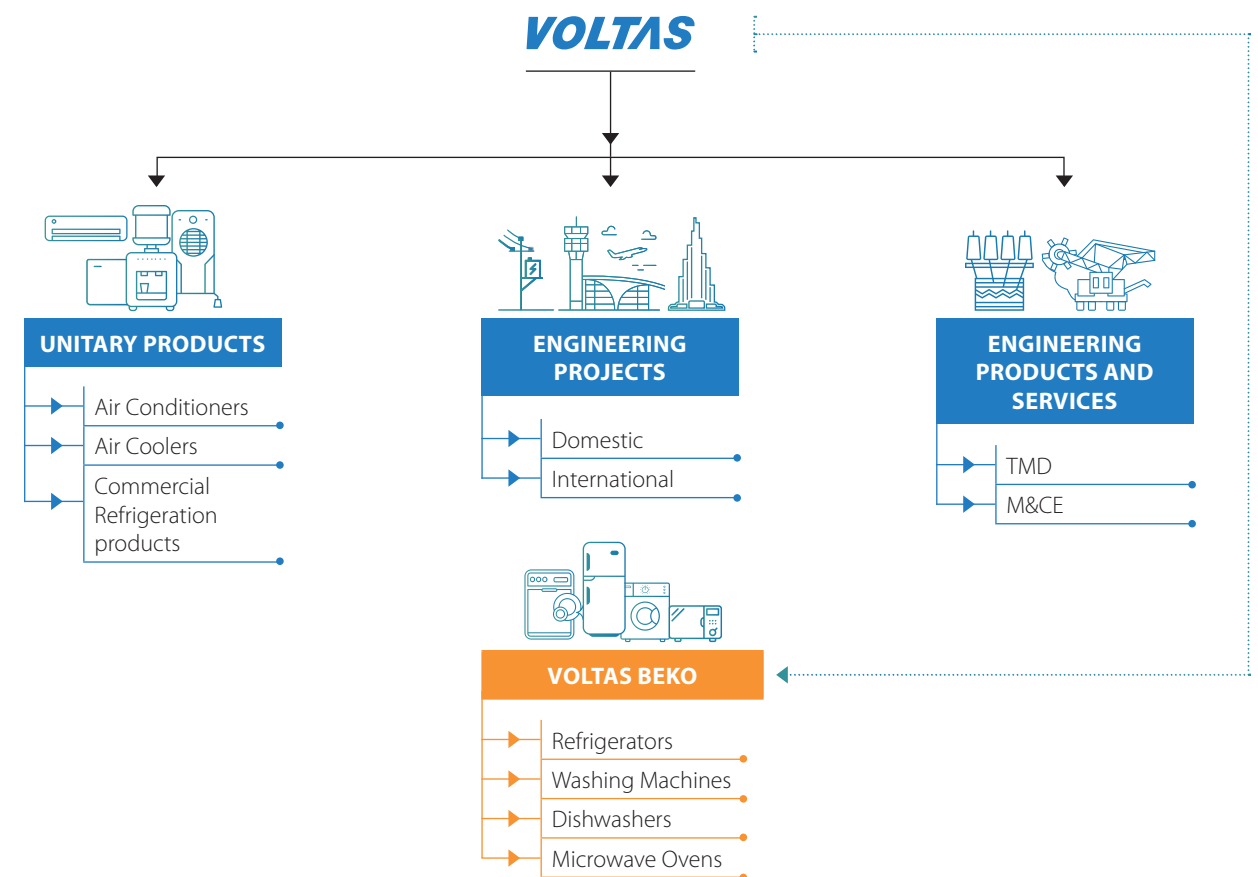 VOLTAS
UNITARY PRODUCTS
Air Conditioners
Air Coolers
Commercial
Refrigeration
products
ENGINEERING
PROJECTS
Domestic
International
ENGINEERING
PRODUCTS AND
SERVICES
TMD
M&CE
VOLTAS BEKO
Refrigerators
Washing Machines
Dishwashers
Microwave Ovens